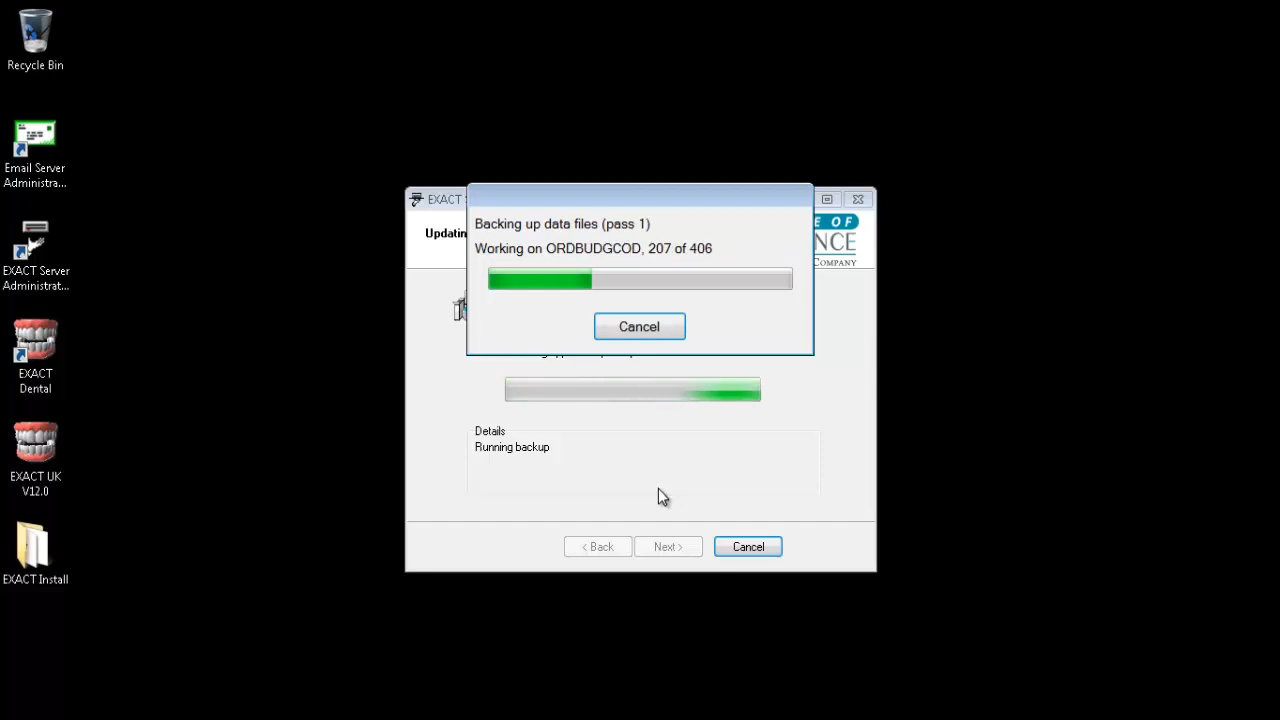 Recycle Bin
Email Server
Administra...
EXACT Server
Administrat...
EXACT
Dental
EXACT UK
V12.0
EXACT Install
EXACT
Updatin
E OF
NCE
COMPANY
Backing up data files (pass 1)
Working on ORDBUDGCOD, 207 of 406
Cancel
Details
Running backup
< Back
Next >
Cancel